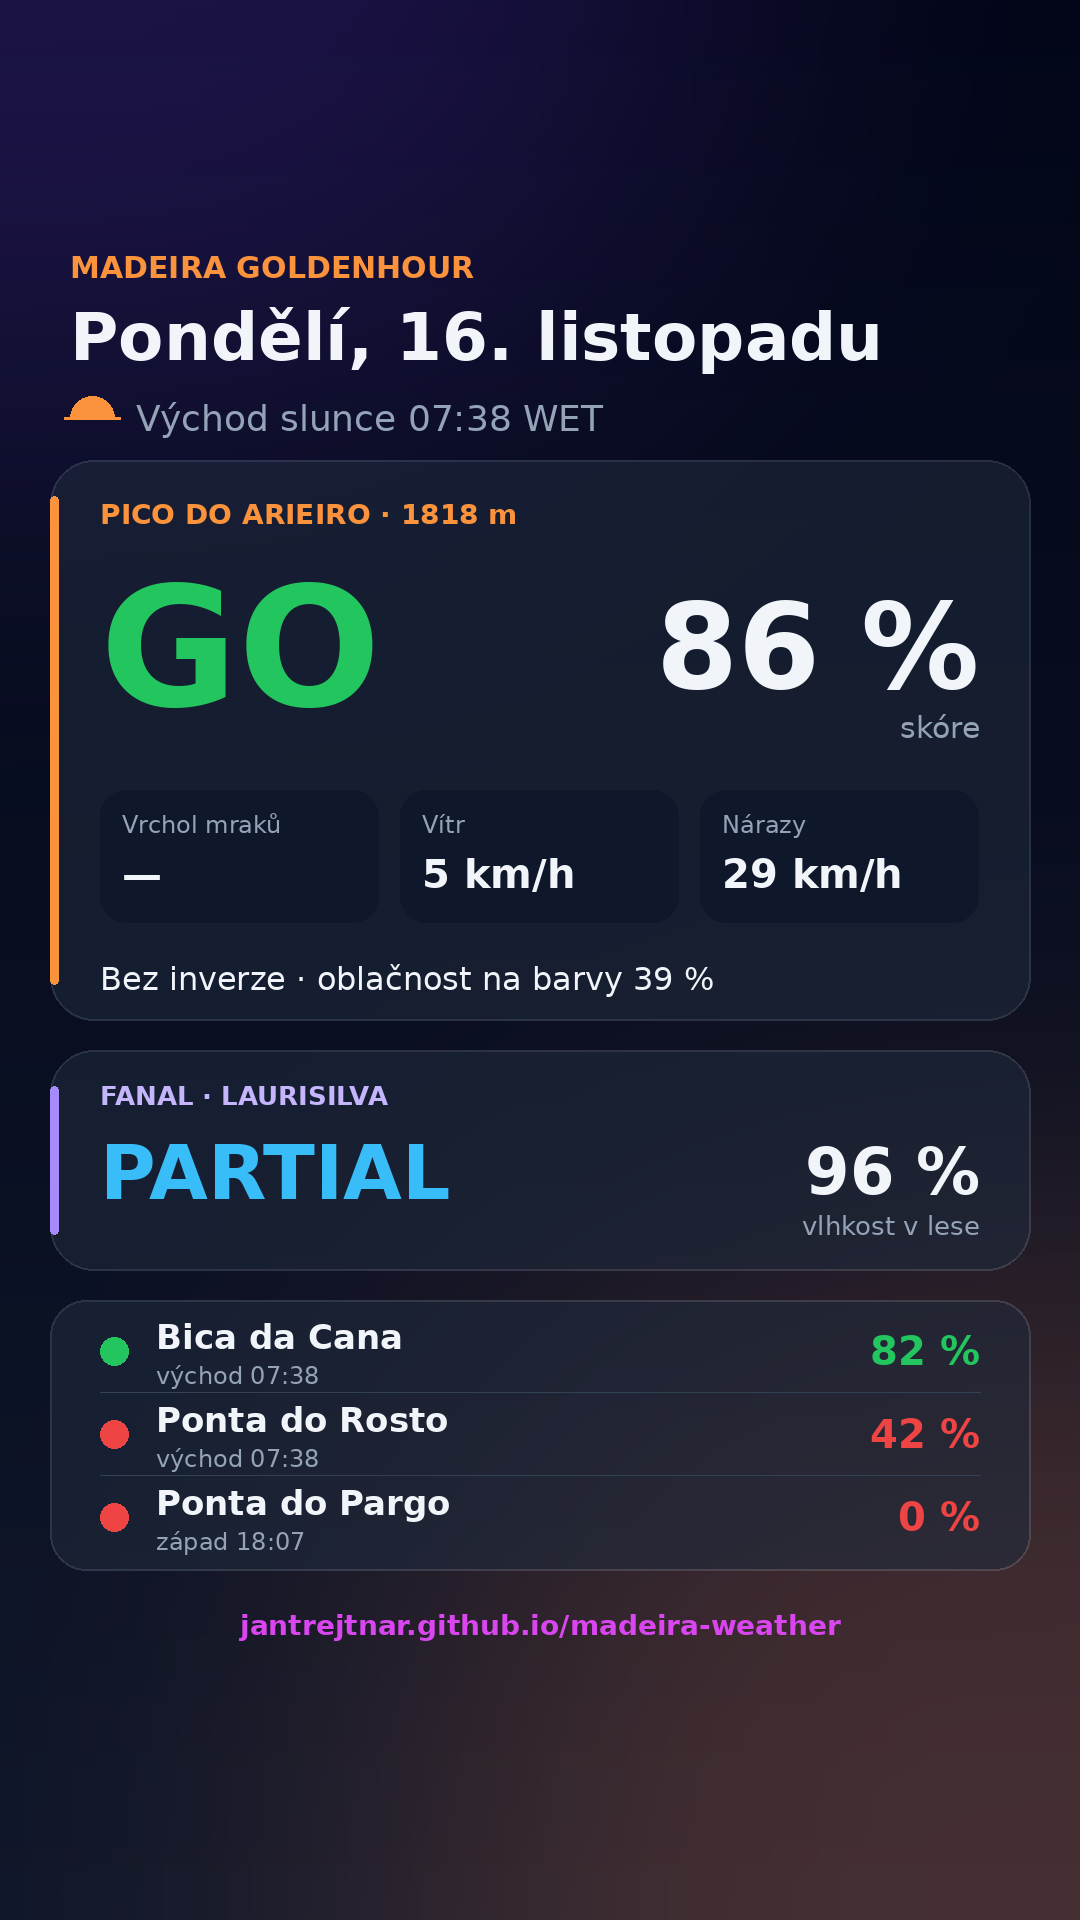 MADEIRA GOLDENHOUR
Pondělí, 16. listopadu
Východ slunce 07:38 WET
PICO DO ARIEIRO · 1818 m
GO
86 %
skóre
Vrchol mraků
—
Vítr
5 km/h
Nárazy
29 km/h
Bez inverze · oblačnost na barvy 39 %
FANAL · LAURISILVA
PARTIAL
96 %
vlhkost v lese
Bica da Cana
východ 07:38
82 %
Ponta do Rosto
východ 07:38
42 %
Ponta do Pargo
západ 18:07
0 %
jantrejtnar.github.io/madeira-weather